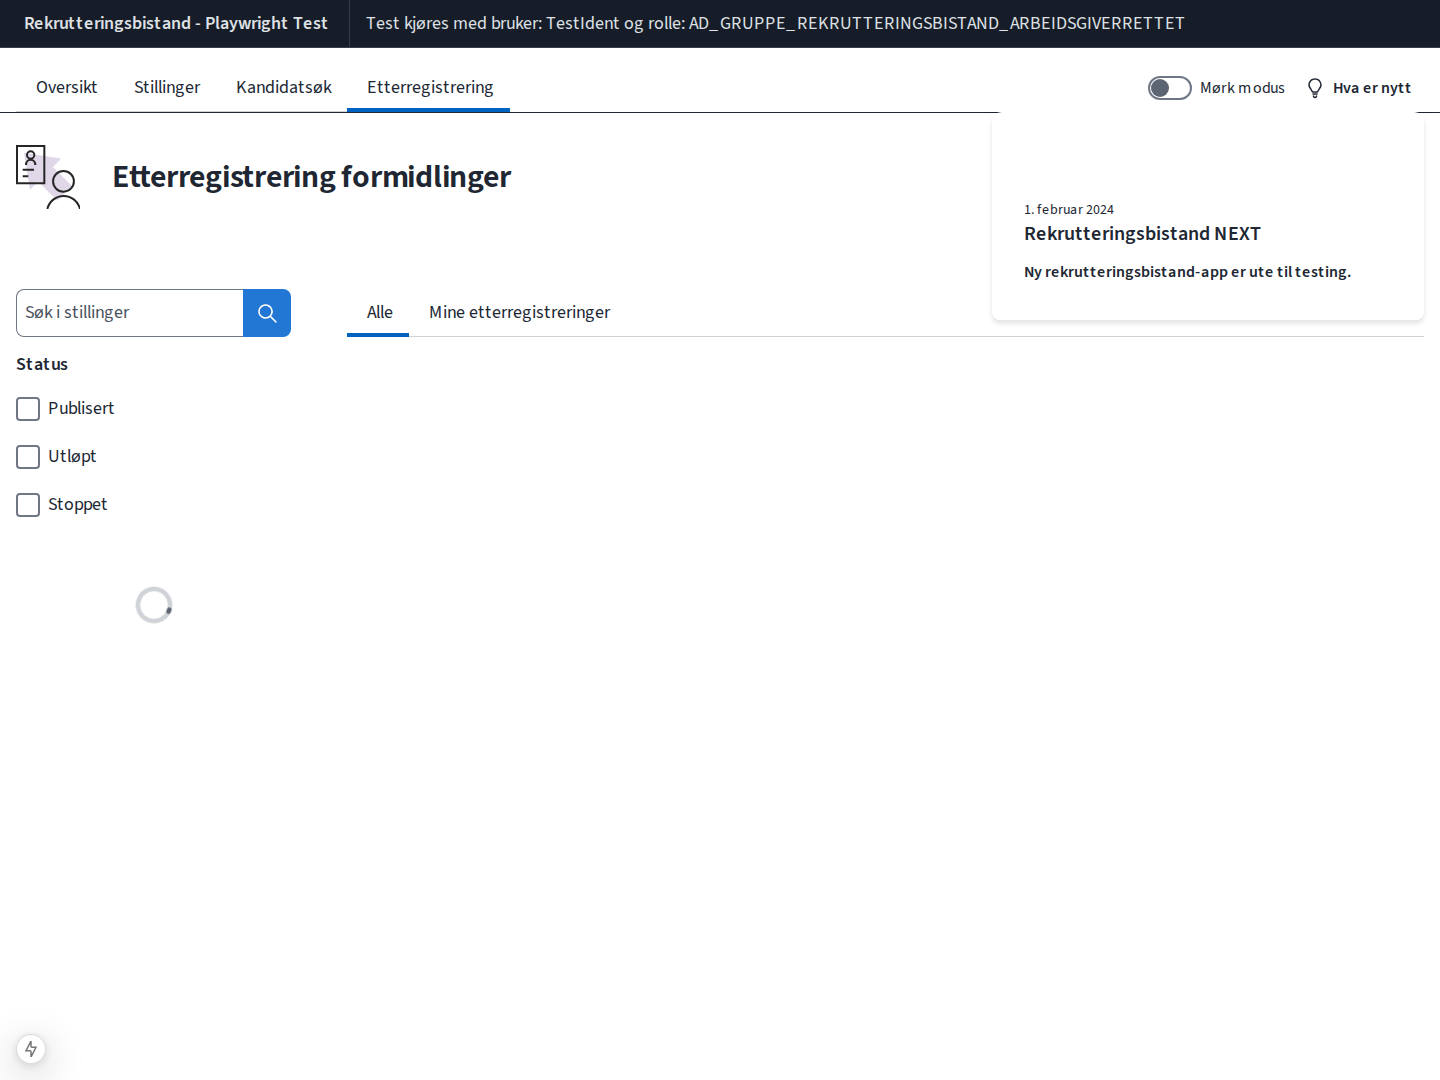 Rekrutteringsbistand - Playwright Test
Test kjøres med bruker: TestIdent og rolle: AD_GRUPPE_REKRUTTERINGSBISTAND_ARBEIDSGIVERRETTET
Oversikt
Stillinger
Kandidatsøk
Etterregistrering
Mørk modus
Hva er nytt
Etterregistrering formidlinger
1. februar 2024
Rekrutteringsbistand NEXT
Ny rekrutteringsbistand-app er ute til testing.
Søk i stillinger
Alle
Mine etterregistreringer
Status
Publisert
Utløpt
Stoppet